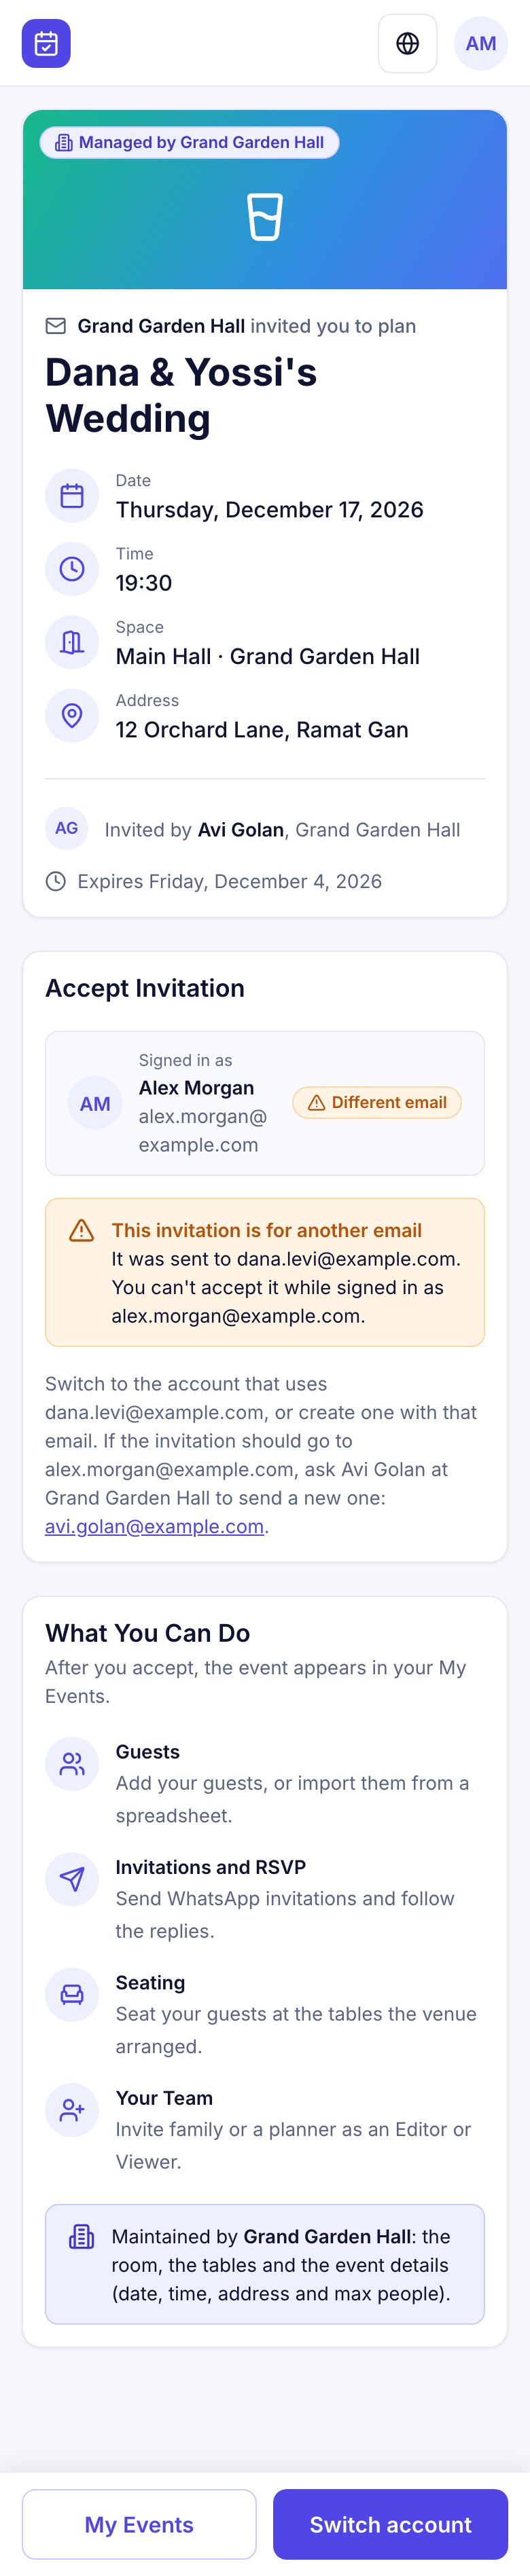 AM
Managed by Grand Garden Hall
Grand Garden Hall invited you to plan
Dana & Yossi's
Wedding
Date
Thursday, December 17, 2026
Time
19:30
Space
Main Hall · Grand Garden Hall
Address
12 Orchard Lane, Ramat Gan
AG
Invited by Avi Golan, Grand Garden Hall
Expires Friday, December 4, 2026
Accept Invitation
AM
Signed in as
Alex Morgan
alex.morgan@
example.com
Different email
This invitation is for another email
It was sent to dana.levi@example.com.
You can't accept it while signed in as
alex.morgan@example.com.
Switch to the account that uses
dana.levi@example.com, or create one with that
email. If the invitation should go to
alex.morgan@example.com, ask Avi Golan at
Grand Garden Hall to send a new one:
avi.golan@example.com.
What You Can Do
After you accept, the event appears in your My
Events.
Guests
Add your guests, or import them from a
spreadsheet.
Invitations and RSVP
Send WhatsApp invitations and follow
the replies.
Seating
Seat your guests at the tables the venue
arranged.
Your Team
Invite family or a planner as an Editor or
Viewer.
Maintained by Grand Garden Hall: the
room, the tables and the event details
(date, time, address and max people).
My Events
Switch account